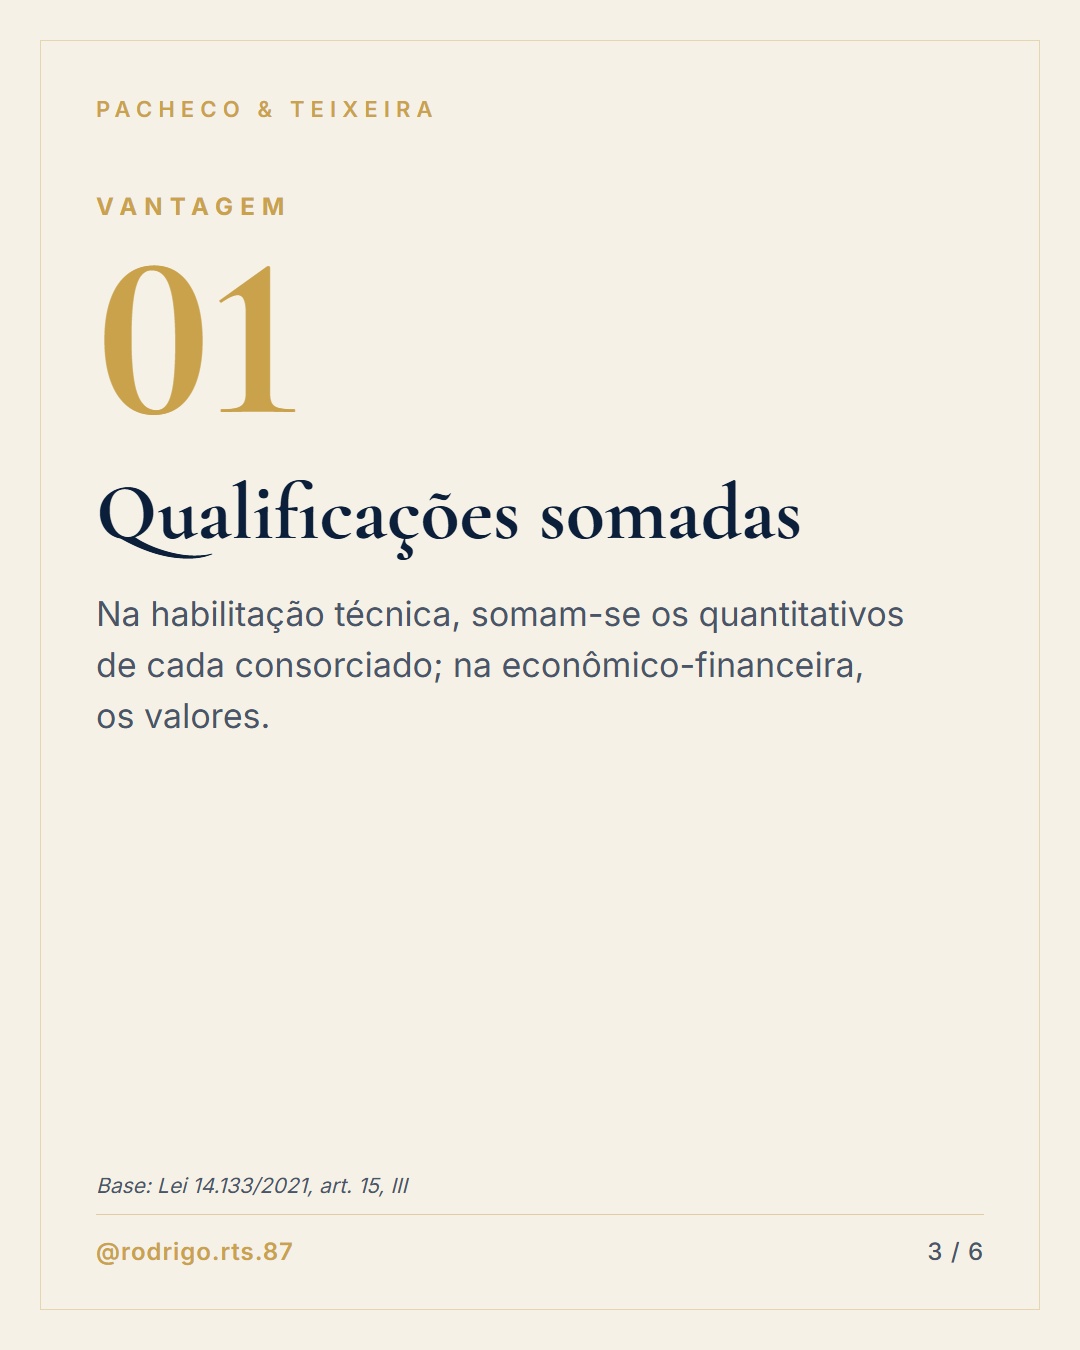 PACHECO & TEIXEIRA
VANTAGEM
01
Qualificações somadas
Na habilitação técnica, somam-se os quantitativos
de cada consorciado; na econômico-financeira,
os valores.
Base: Lei 14.133/2021, art. 15, III
@rodrigo.rts.87
3 / 6